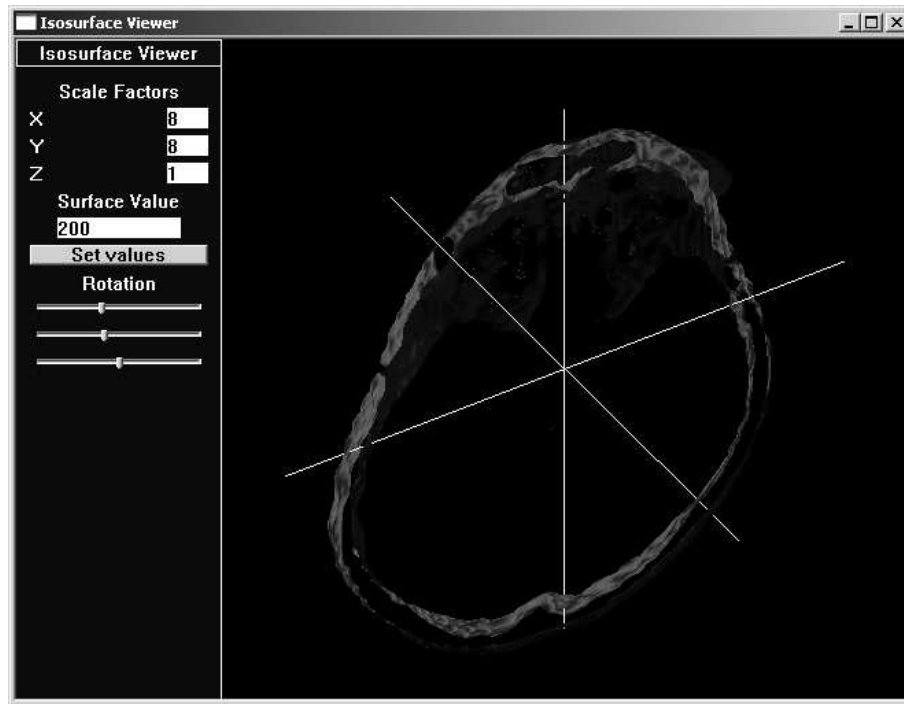 Isosurface Viewer
Isosurface Viewer
Scale Factors
X 8
Y 8
Z 1
Surface Value
200
Set values
Rotation